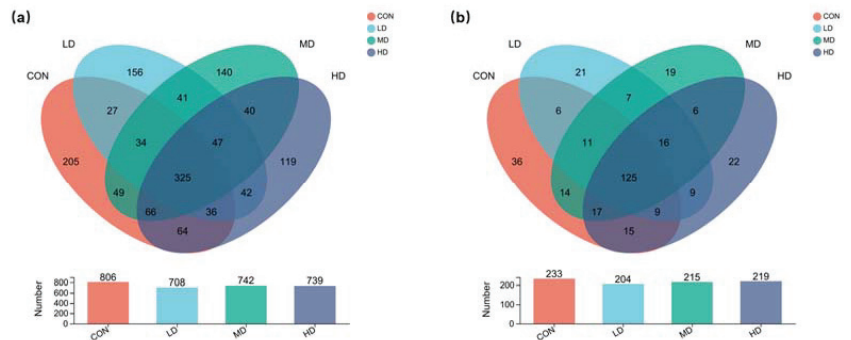 (a)
CON
LD
MD
HD
LD
MD
CON
HD
156
140
27
41
40
34
47
205
119
325
49
42
66
36
64
Number
800
600
400
200
0
806
708
742
739
CON
LD
MD
HD
(b)
CON
LD
MD
HD
LD
MD
CON
HD
21
19
6
7
6
11
16
36
22
125
14
9
17
9
15
Number
200
100
0
233
204
215
219
CON
LD
MD
HD